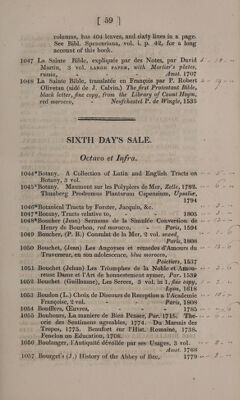 [ 59 ]
columns, has 404 leaves, and sixty lines in a page.
See Bibl. Spenceriana, vol. i. p. 42, for a long
account of this book.
1047 La Sainte Bible, expliquée par des Notes, par David
Martin, 3 vol. LARGE PAPER, with Mortier's plates,
russia, Amst. 1707
1048 La Sainte Bible, translatée en François par P. Robert
Olivetan (aidé de J. Calvin.) The first Protestant Bible,
black letter, fine copy, from the Library of Count Hoym,
red morocco, - Neufchastel P. de Wingle, 1535
SIXTH DAY'S SALE.
Octavo et Infra.
1044*Botany. A Collection of Latin and English Tracts on
Botany, 3 vol.
1045*Botany. Maumont sur les Polypiers de Mer, Zelle, 1782.
Thunberg Prodromus Plantarum Capensium, Upsaliæ,
1794
1046*Botanical Tracts by Forster, Jacquin, &c.
1047*Botany, Tracts relative to, 1805
1048*Boucher (Jean) Sermons de la Simulée Conversion de
Henry de Bourbon, red morocco, - Paris, 1594
1049 Boucher, (P. B.) Consulat de la Mer, 2 vol. sewed,
Paris, 1808
1050 Bouchet, (Jean) Les Angoysses et remedes d'Amours du
Traverseur, en son adolescence, blue morocco,
Poictiers, 1537
1051 Bouchet (Jehan) Les Triumphes de la Noble et Amou-
reuse Dame et l'Art de honnestement aymer, Par. 1539
1052 Bouchet (Guillaume), Les Serees, 3 vol. in 1, fine copy,
Lyon, 1618
1053 Boudou (L.) Choix de Discours de Reception a l'Academie
Françoise, 2 vol. - Paris, 1808
1054 Boufflers, Œuvres, - 1785
1055 Bouhours, La maniere de Bien Penser, Par. 1715. The-
orie des Sentimens agreables, 1774. Du Marsais des
Tropes, 1775. Beaufort sur l'Hist. Romaine, 1738.
Fenelon on Education, 1708.
1056 Boulanger, l'Antiquité dévoilée par ses Usages, 3 vol.
Amst. 1768
1057 Bourget's (J.) History of the Abbey of Bec, 1779